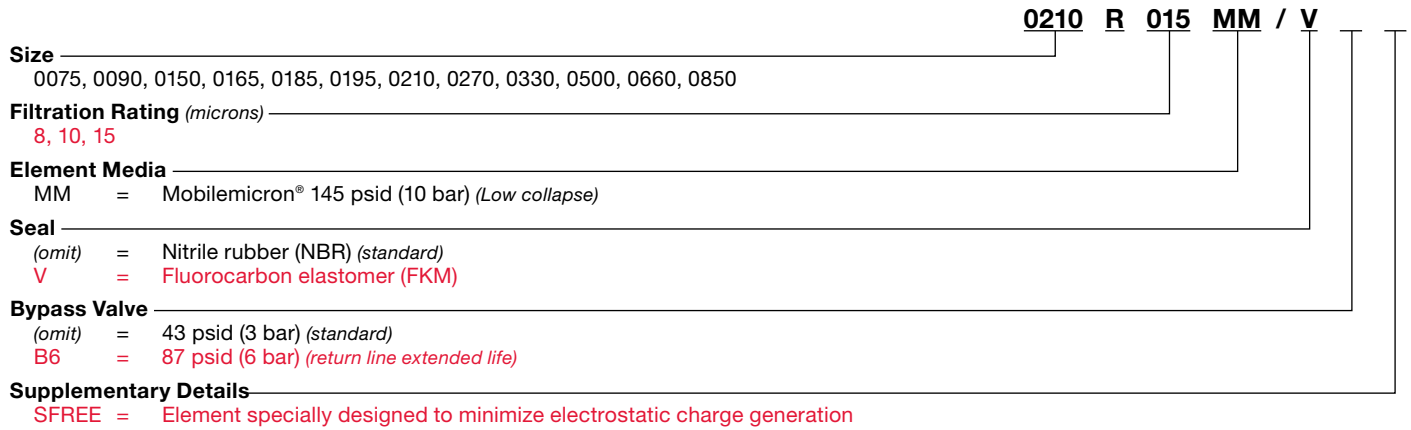 0210 R 015 MM / V
Size
0075, 0090, 0150, 0165, 0185, 0195, 0210, 0270, 0330, 0500, 0660, 0850
Filtration Rating (microns)
8, 10, 15
Element Media
MM = Mobilemicron® 145 psid (10 bar) (Low collapse)
Seal
(omit) = Nitrile rubber (NBR) (standard)
V = Fluorocarbon elastomer (FKM)
Bypass Valve
(omit) = 43 psid (3 bar) (standard)
B6 = 87 psid (6 bar) (return line extended life)
Supplementary Details
SFREE = Element specially designed to minimize electrostatic charge generation